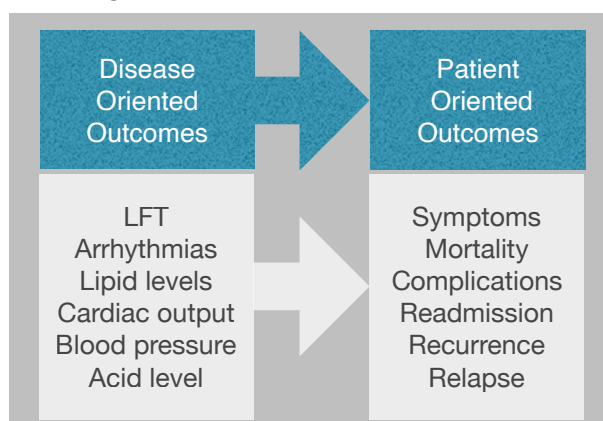 Disease
Oriented
Outcomes
Patient
Oriented
Outcomes
LFT
Arrhythmias
Lipid levels
Cardiac output
Blood pressure
Acid level
Symptoms
Mortality
Complications
Readmission
Recurrence
Relapse